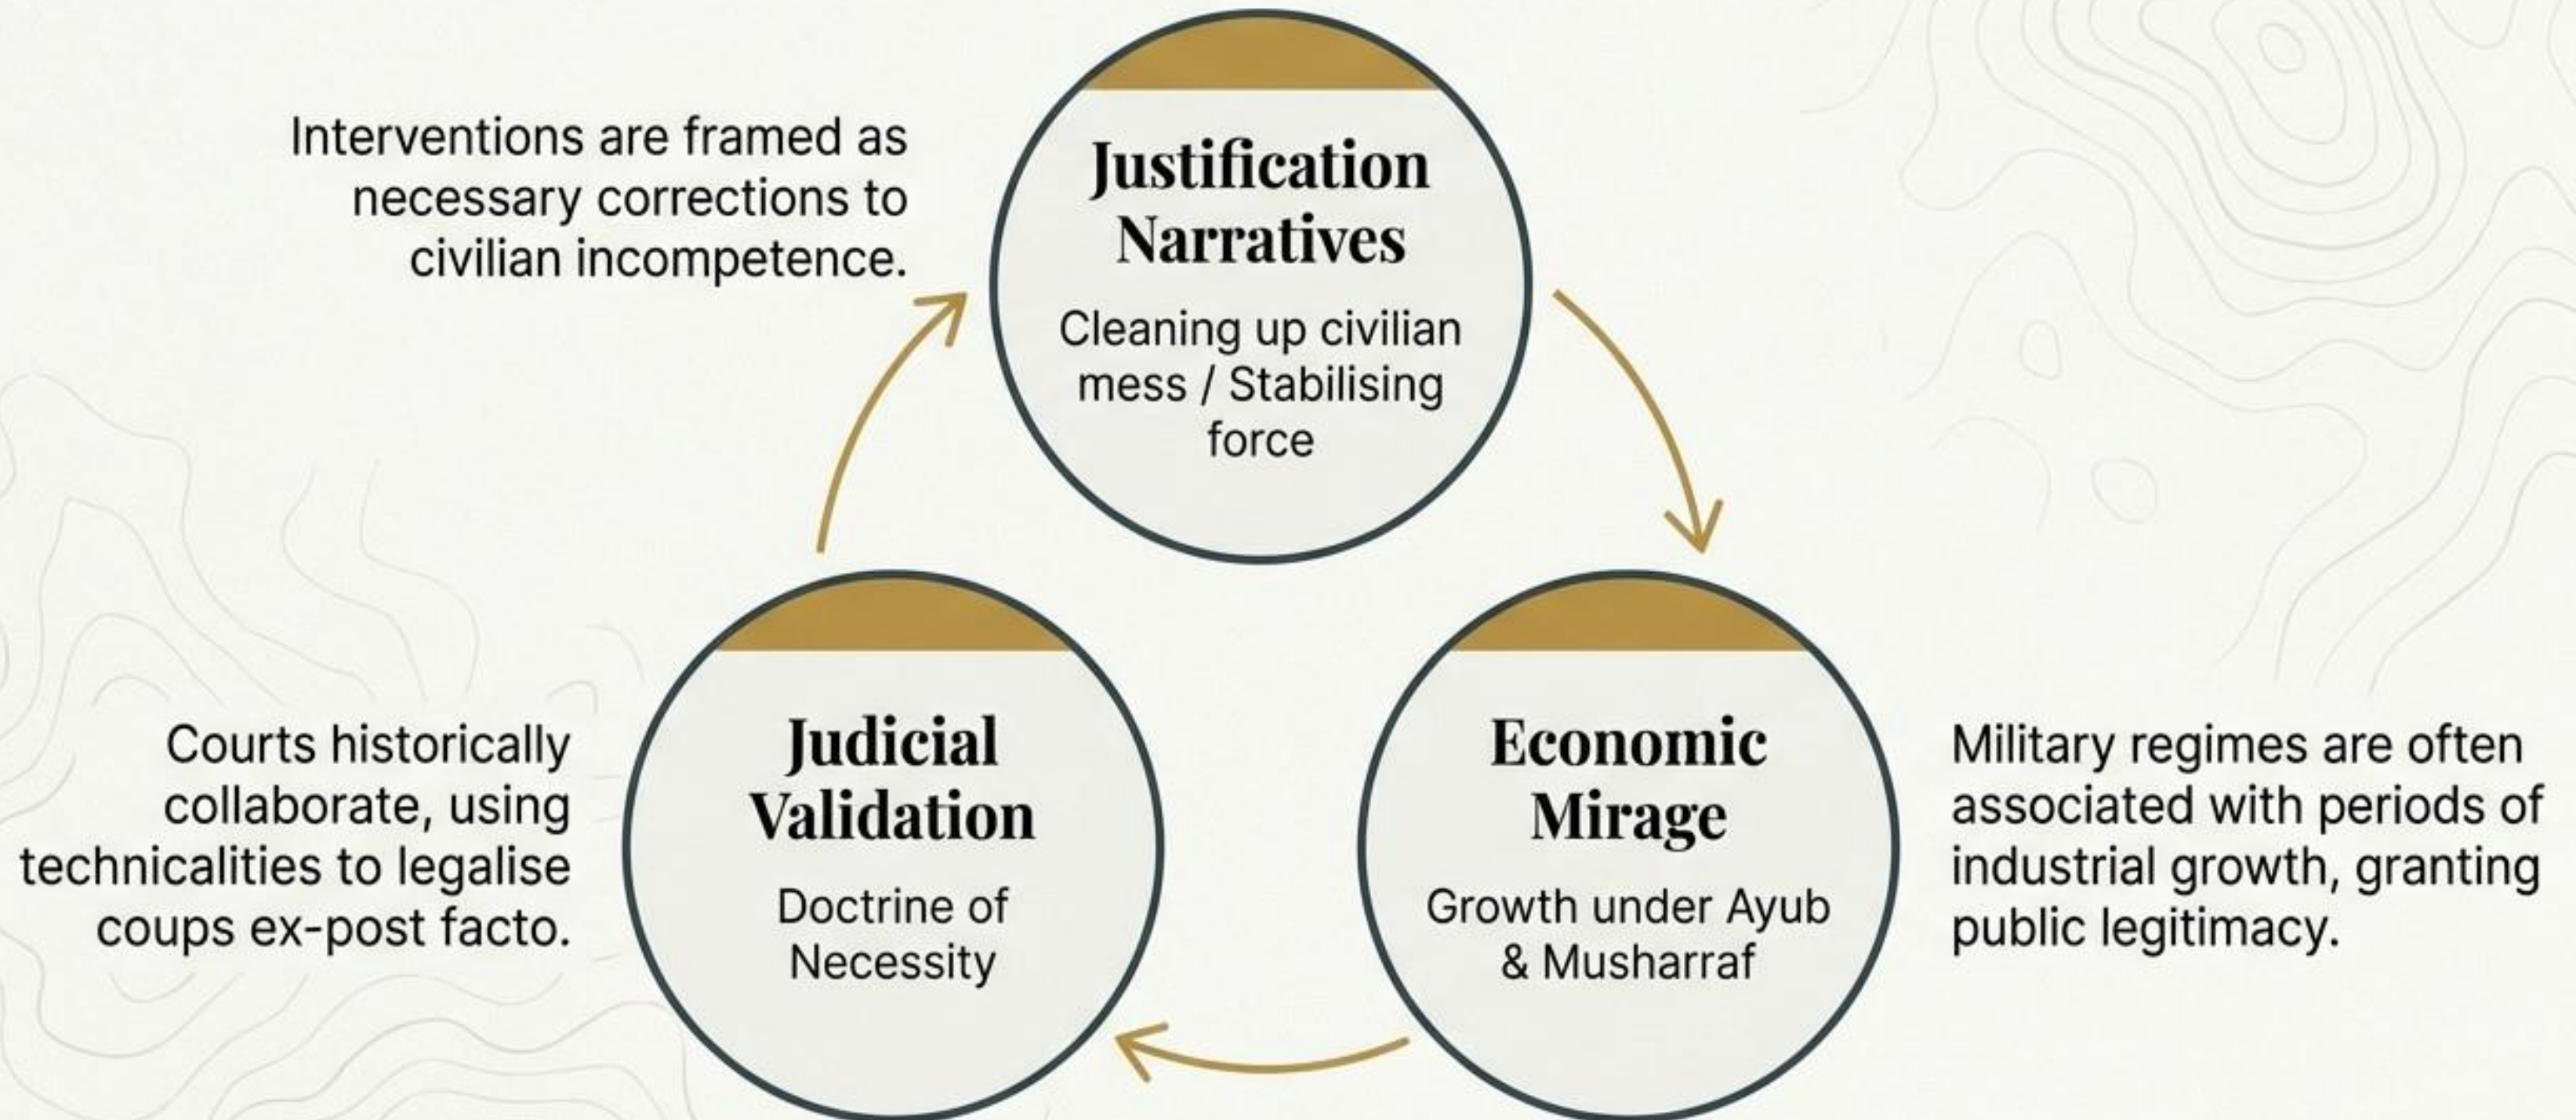 Interventions are framed as
necessary corrections to
civilian incompetence.
Justification
Narratives
Cleaning up civilian
mess / Stabilising
force
Courts historically
collaborate, using
technicalities to legalise
coups ex-post facto.
Judicial
Validation
Doctrine of
Necessity
Economic
Mirage
Growth under Ayub
& Musharraf
Military regimes are often
associated with periods of
industrial growth, granting
public legitimacy.